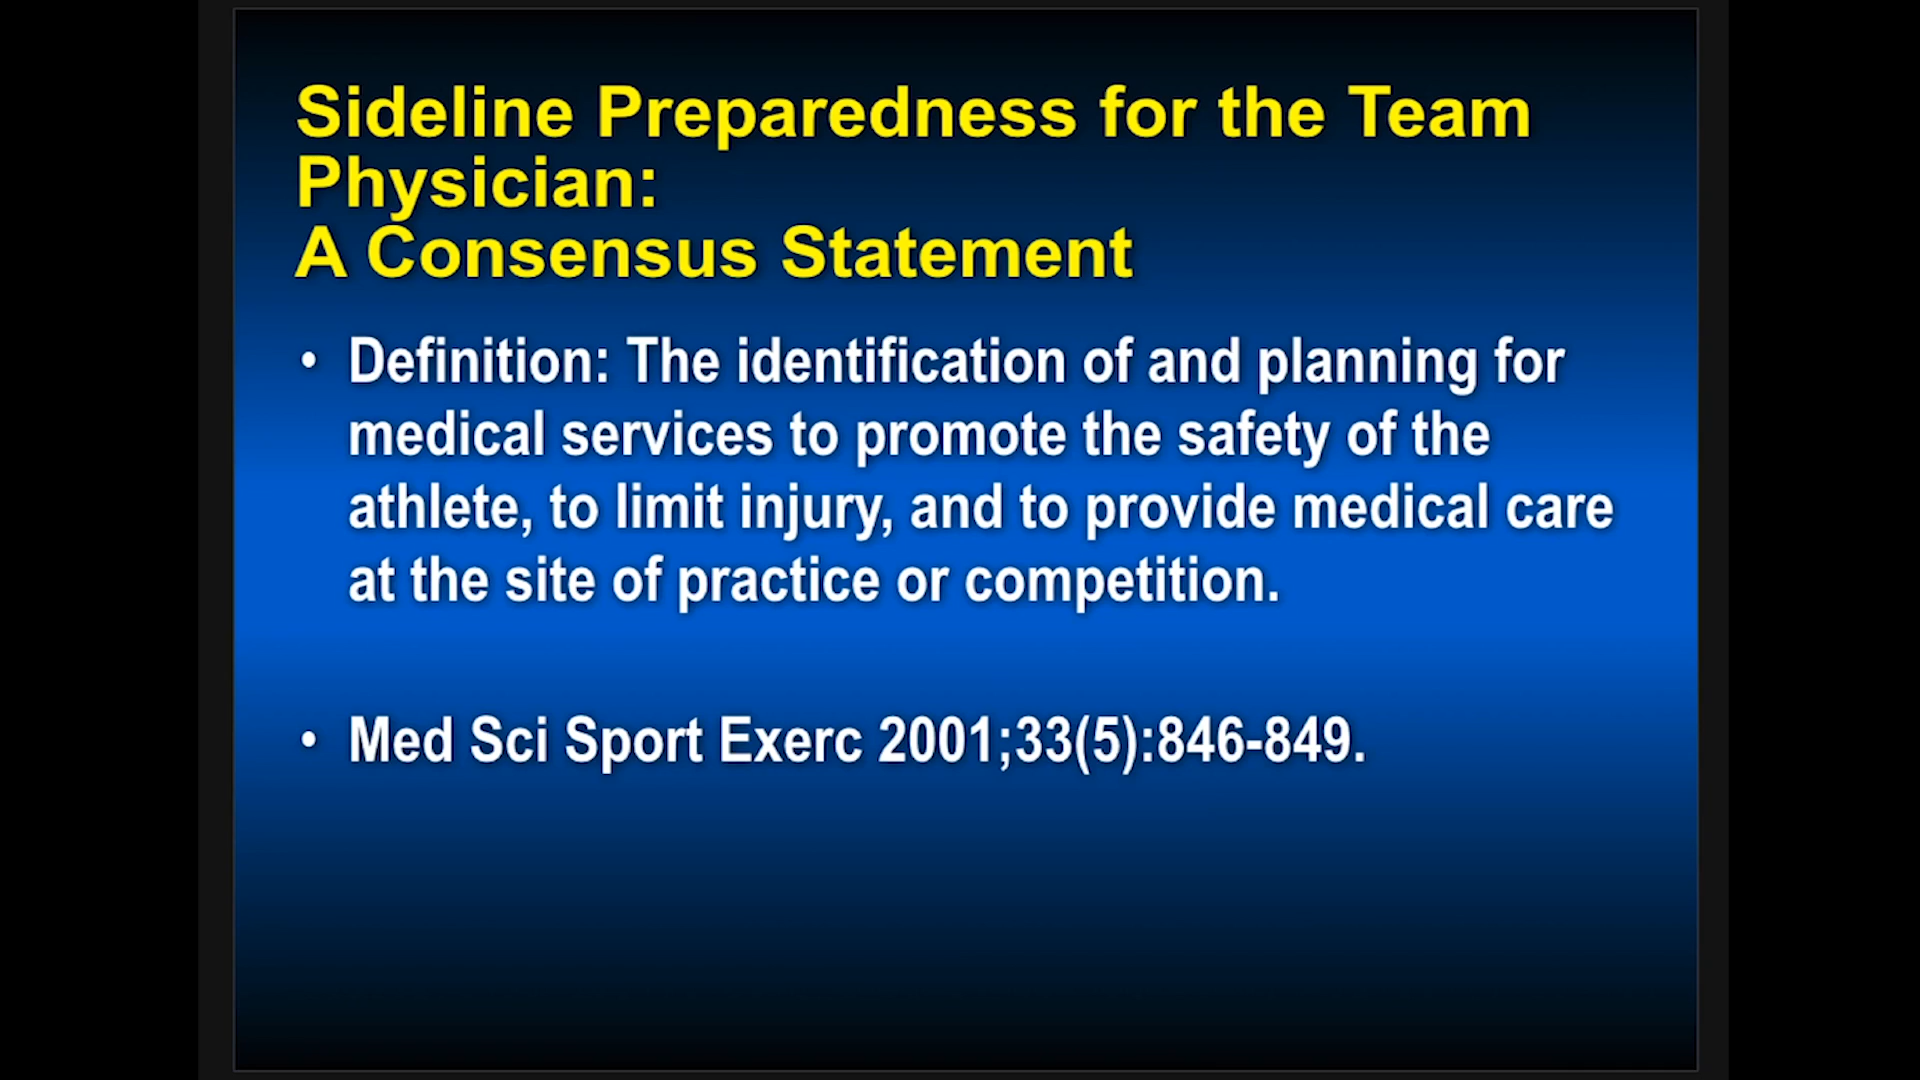 Sideline Preparedness for the Team
Physician:
A Consensus Statement
• Definition: The identification of and planning for
medical services to promote the safety of the
athlete, to limit injury, and to provide medical care
at the site of practice or competition.
• Med Sci Sport Exerc 2001;33(5):846-849.